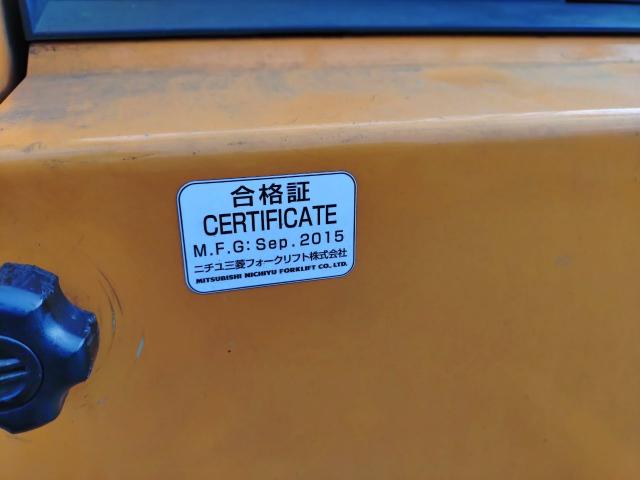 合格証
CERTIFICATE
M.F.G: Sep. 2015
ニチユ三菱フォークリフト株式会社
MITSUBISHI NICHIYU FORKLIFT CO., LTD.